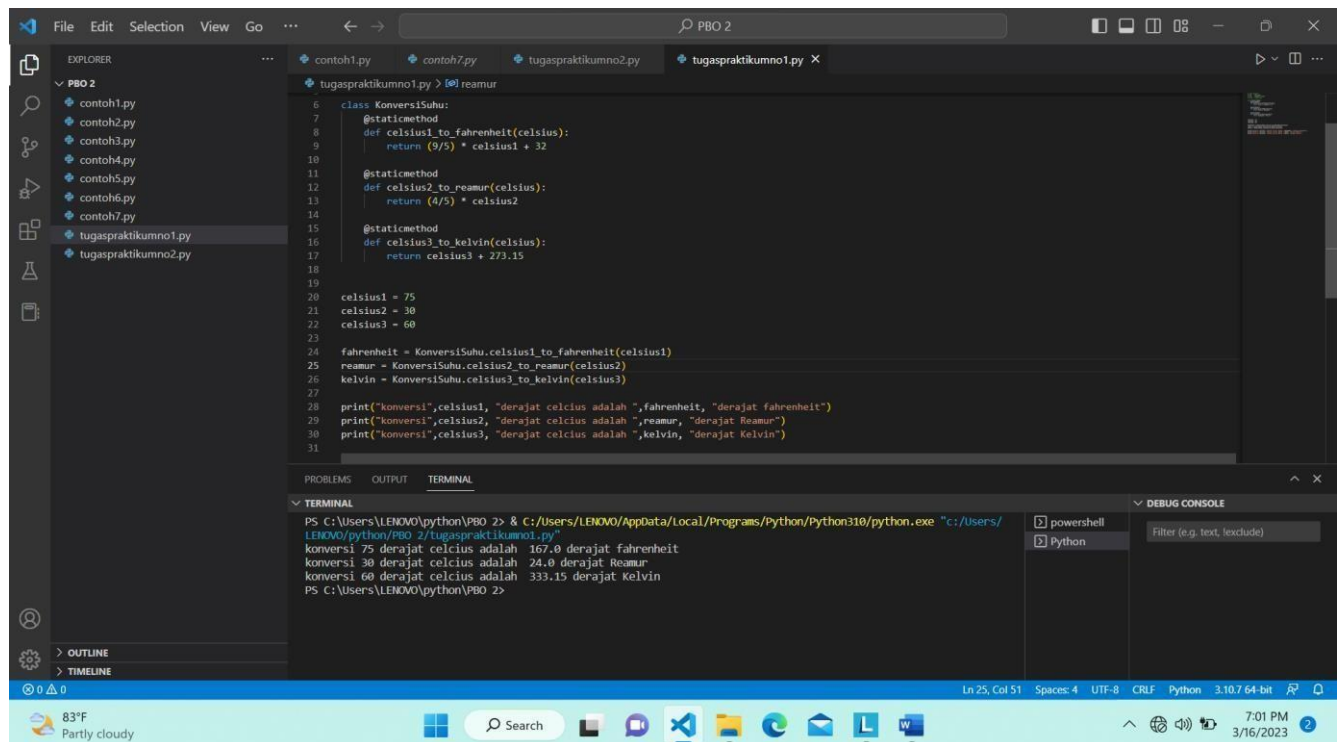 File Edit Selection View Go ··· PBO 2
EXPLORER ···
PBO 2
contoh1.py
contoh2.py
contoh3.py
contoh4.py
contoh5.py
contoh6.py
contoh7.py
tugaspraktikumno1.py
tugaspraktikumno2.py
OUTLINE
TIMELINE
contoh1.py contoh7.py tugaspraktikumno2.py tugaspraktikumno1.py
tugaspraktikumno1.py > reamur
6 class KonversiSuhu:
7 @staticmethod
8 def celsius1_to_fahrenheit(celsius):
9 return (9/5) * celsius1 + 32
10
11 @staticmethod
12 def celsius2_to_reamur(celsius):
13 return (4/5) * celsius2
14
15 @staticmethod
16 def celsius3_to_kelvin(celsius):
17 return celsius3 + 273.15
18
19
20 celsius1 = 75
21 celsius2 = 30
22 celsius3 = 60
23
24 fahrenheit = KonversiSuhu.celsius1_to_fahrenheit(celsius1)
25 reamur = KonversiSuhu.celsius2_to_reamur(celsius2)
26 kelvin = KonversiSuhu.celsius3_to_kelvin(celsius3)
27
28 print("konversi",celsius1, "derajat celcius adalah ",fahrenheit, "derajat fahrenheit")
29 print("konversi",celsius2, "derajat celcius adalah ",reamur, "derajat Reamur")
30 print("konversi",celsius3, "derajat celcius adalah ",kelvin, "derajat Kelvin")
31
PROBLEMS OUTPUT TERMINAL
TERMINAL
PS C:\Users\LENOVO\python\PBO 2> & C:/Users/LENOVO/AppData/Local/Programs/Python/Python310/python.exe "c:/Users/
LENOVO/python/PBO 2/tugaspraktikumno1.py"
konversi 75 derajat celcius adalah  167.0 derajat fahrenheit
konversi 30 derajat celcius adalah  24.0 derajat Reamur
konversi 60 derajat celcius adalah  333.15 derajat Kelvin
PS C:\Users\LENOVO\python\PBO 2>
powershell
Python
DEBUG CONSOLE
Filter (e.g. text, !exclude)
0 0 Ln 25, Col 51 Spaces: 4 UTF-8 CRLF Python 3.10.7 64-bit
83°F
Partly cloudy
Search
L
W
7:01 PM
3/16/2023
2